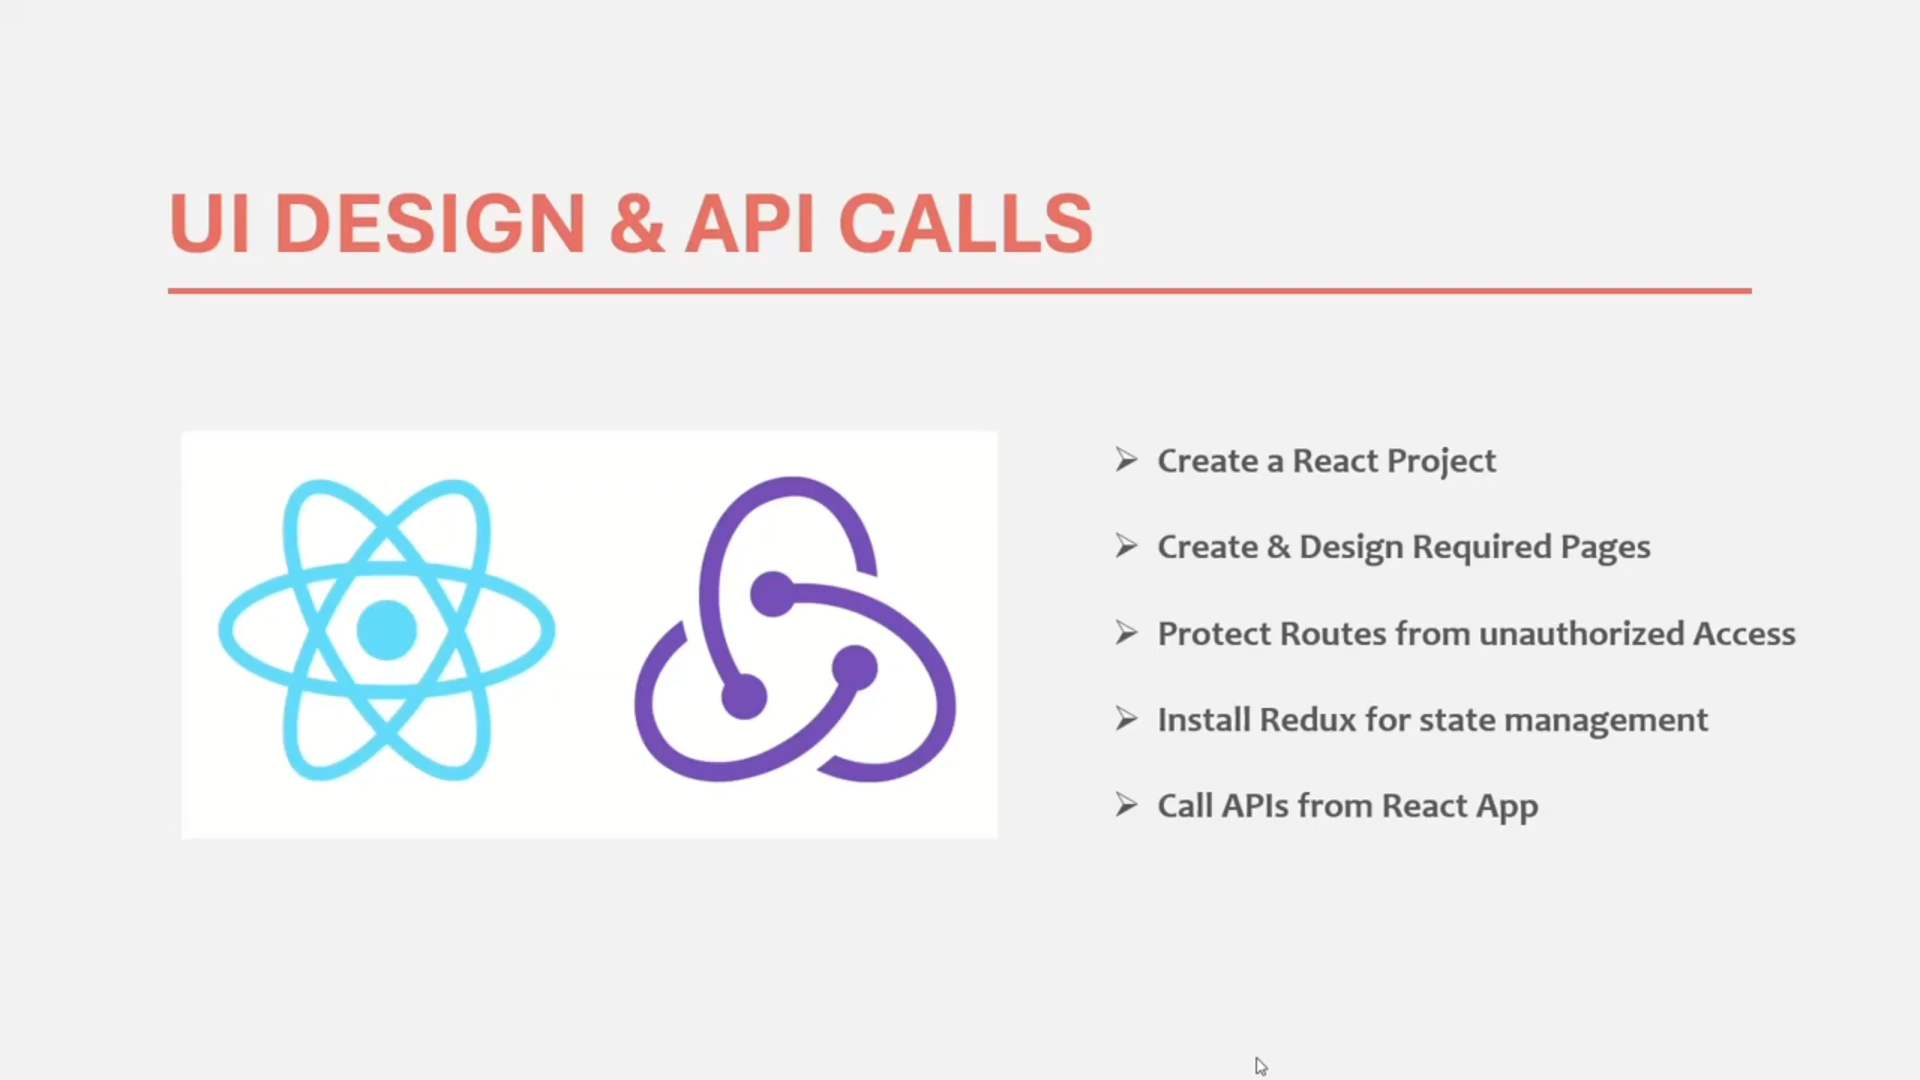 UI DESIGN & API CALLS
Create a React Project
Create & Design Required Pages
Protect Routes from unauthorized Access
Install Redux for state management
Call APIs from React App